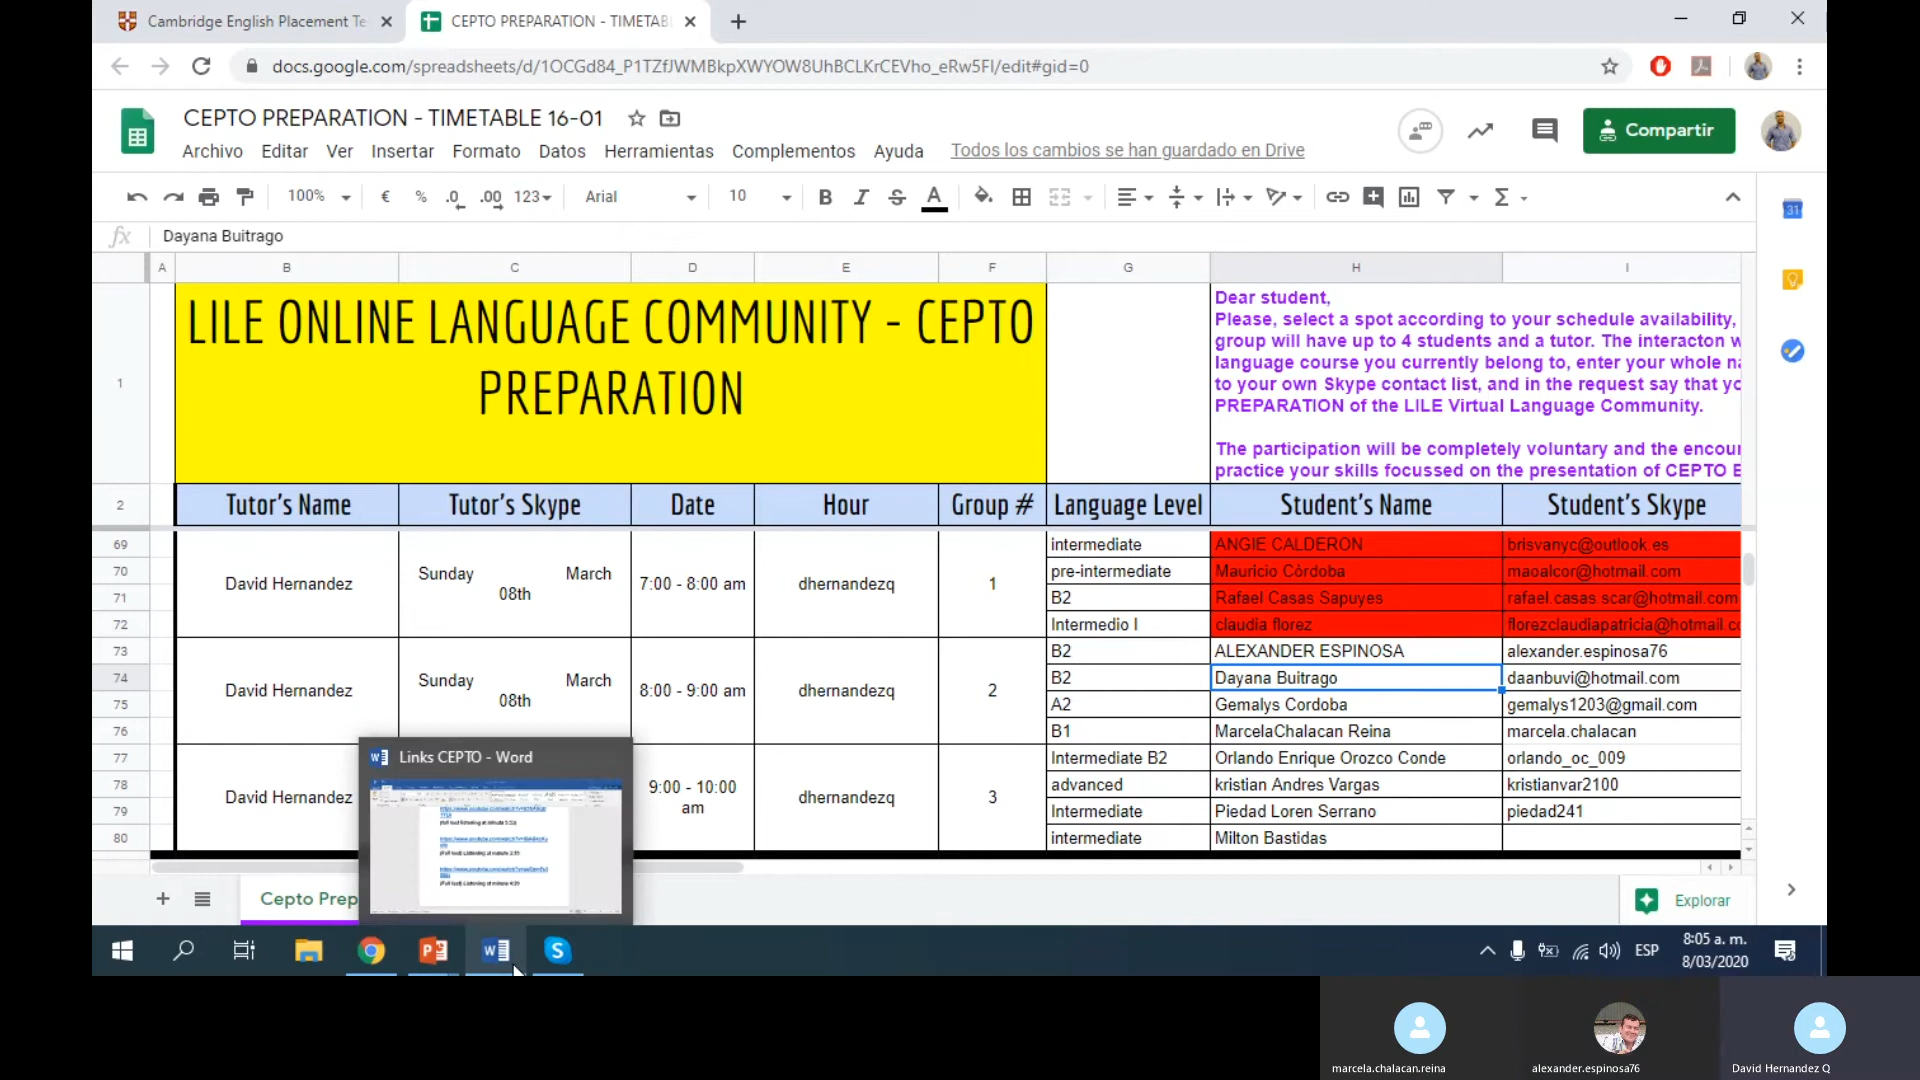 Cambridge English Placement Te
CEPTO PREPARATION - TIMETAB
docs.google.com/spreadsheets/d/1OCGd84_P1TZfJWMBkpXWYOW8UhBCLKrCEVho_eRw5FI/edit#gid=0
CEPTO PREPARATION - TIMETABLE 16-01
Compartir
Archivo Editar Ver Insertar Formato Datos Herramientas Complementos Ayuda Todos los cambios se han guardado en Drive
100% € % .0 .00 123 Arial 10 B I S A Σ
31
fx Dayana Buitrago
A B C D E F G H I
1
LILE ONLINE LANGUAGE COMMUNITY - CEPTO
PREPARATION
Dear student,
Please, select a spot according to your schedule availability,
group will have up to 4 students and a tutor. The interacton w
language course you currently belong to, enter your whole na
to your own Skype contact list, and in the request say that yo
PREPARATION of the LILE Virtual Language Community.
The participation will be completely voluntary and the encou
practice your skills focussed on the presentation of CEPTO E
2 Tutor's Name Tutor's Skype Date Hour Group # Language Level Student's Name Student's Skype
69 intermediate ANGIE CALDERON brisvanyc@outlook.es
70 pre-intermediate Mauricio Còrdoba maoalcor@hotmail.com
David Hernandez Sunday March 08th 7:00 - 8:00 am dhernandezq 1
71 B2 Rafael Casas Sapuyes rafael.casas.scar@hotmail.com
72 Intermedio I claudia florez florezclaudiapatricia@hotmail.co
73 B2 ALEXANDER ESPINOSA alexander.espinosa76
74 B2 Dayana Buitrago daanbuvi@hotmail.com
David Hernandez Sunday March 08th 8:00 - 9:00 am dhernandezq 2
75 A2 Gemalys Cordoba gemalys1203@gmail.com
76 B1 MarcelaChalacan Reina marcela.chalacan
77 Intermediate B2 Orlando Enrique Orozco Conde orlando_oc_009
78 advanced kristian Andres Vargas kristianvar2100
David Hernandez 9:00 - 10:00 am dhernandezq 3
79 Intermediate Piedad Loren Serrano piedad241
80 intermediate Milton Bastidas
Links CEPTO - Word
Cepto Prep
Explorar
ESP
8:05 a. m.
8/03/2020
marcela.chalacan.reina
alexander.espinosa76
David Hernandez Q